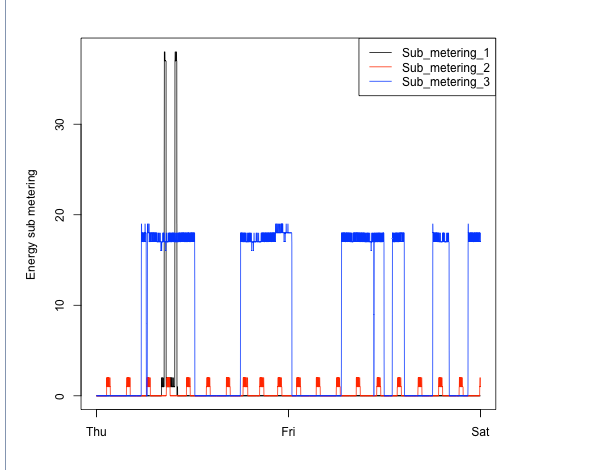 Sub_metering_1
Sub_metering_2
Sub_metering_3
Energy sub metering
30
20
10
0
Thu Fri Sat